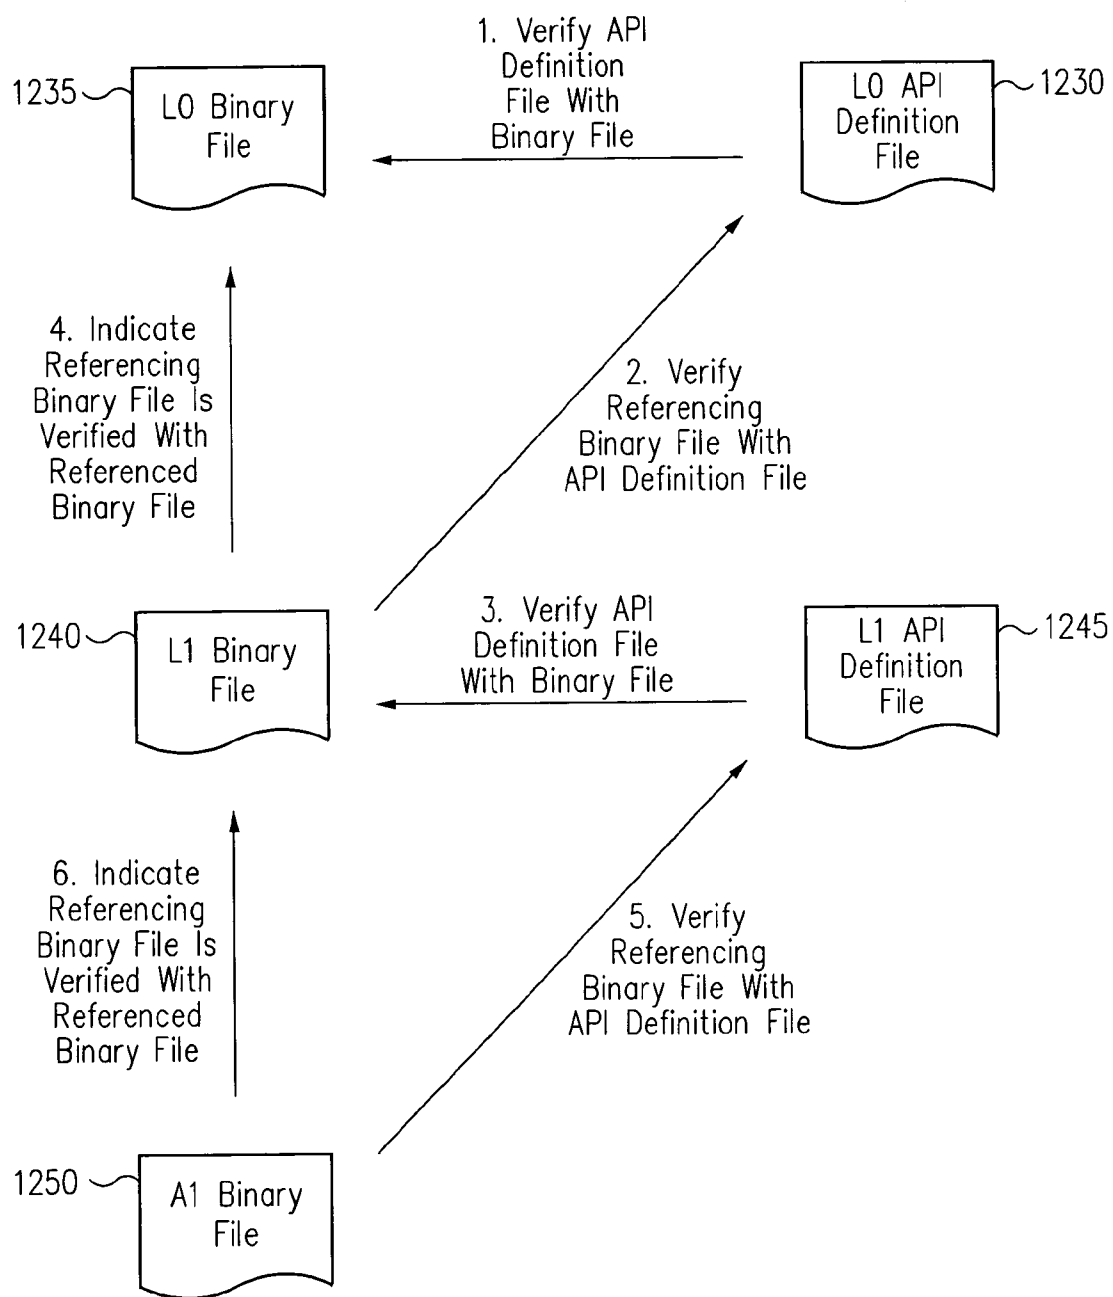 1. Verify API
Definition
File With
Binary File
1235
L0 Binary
File
L0 API
Definition
File
1230
4. Indicate
Referencing
Binary File Is
Verified With
Referenced
Binary File
2. Verify
Referencing
Binary File With
API Definition File
1240
L1 Binary
File
3. Verify API
Definition File
With Binary File
L1 API
Definition
File
1245
6. Indicate
Referencing
Binary File Is
Verified With
Referenced
Binary File
5. Verify
Referencing
Binary File With
API Definition File
1250
A1 Binary
File